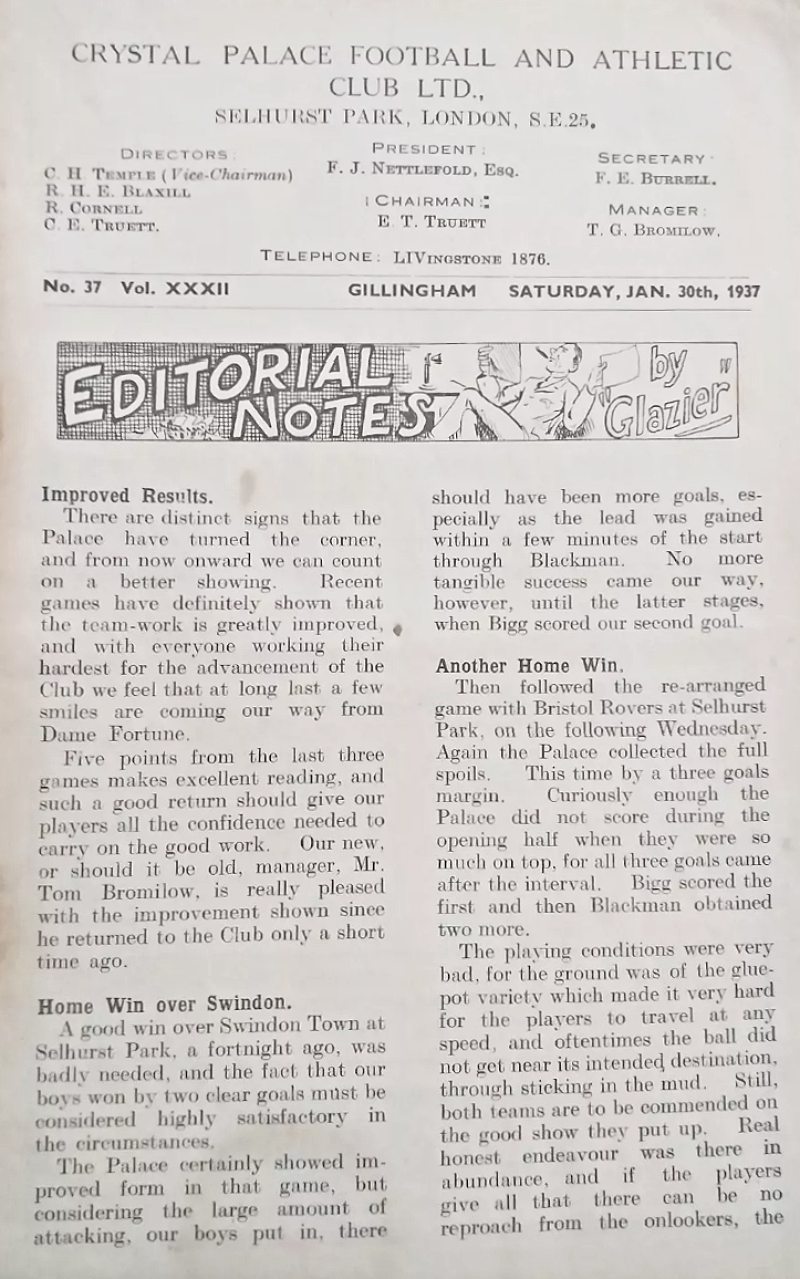 CRYSTAL PALACE FOOTBALL AND ATHLETIC
CLUB LTD.,
SELHURST PARK, LONDON, S.E.25.
DIRECTORS:
C. H. TEMPLE (Vice-Chairman)
R. H. E. BLAXILL
R. CORNELL
C. E. TRUETT.
PRESIDENT:
F. J. NETTLEFOLD, ESQ.
CHAIRMAN:
E. T. TRUETT
SECRETARY:
F. E. BURRELL.
MANAGER:
T. G. BROMILOW.
TELEPHONE: LIVINGSTONE 1876.
No. 37 Vol. XXXII GILLINGHAM SATURDAY, JAN. 30th, 1937
EDITORIAL NOTES by "Glazier"
Improved Results.
There are distinct signs that the
Palace have turned the corner,
and from now onward we can count
on a better showing. Recent
games have definitely shown that
the team-work is greatly improved,
and with everyone working their
hardest for the advancement of the
Club we feel that at long last a few
smiles are coming our way from
Dame Fortune.
Five points from the last three
games makes excellent reading, and
such a good return should give our
players all the confidence needed to
carry on the good work. Our new,
or should it be old, manager, Mr.
Tom Bromilow, is really pleased
with the improvement shown since
he returned to the Club only a short
time ago.
Home Win over Swindon.
A good win over Swindon Town at
Selhurst Park, a fortnight ago, was
badly needed, and the fact that our
boys won by two clear goals must be
considered highly satisfactory in
the circumstances.
The Palace certainly showed im-
proved form in that game, but
considering the large amount of
attacking, our boys put in, there
should have been more goals, es-
pecially as the lead was gained
within a few minutes of the start
through Blackman. No more
tangible success came our way,
however, until the latter stages,
when Bigg scored our second goal.
Another Home Win.
Then followed the re-arranged
game with Bristol Rovers at Selhurst
Park, on the following Wednesday.
Again the Palace collected the full
spoils. This time by a three goals
margin. Curiously enough the
Palace did not score during the
opening half when they were so
much on top, for all three goals came
after the interval. Bigg scored the
first and then Blackman obtained
two more.
The playing conditions were very
bad, for the ground was of the glue-
pot variety which made it very hard
for the players to travel at any
speed, and oftentimes the ball did
not get near its intended destination,
through sticking in the mud. Still,
both teams are to be commended on
the good show they put up. Real
honest endeavour was there in
abundance, and if the players
give all that there can be no
reproach from the onlookers, the